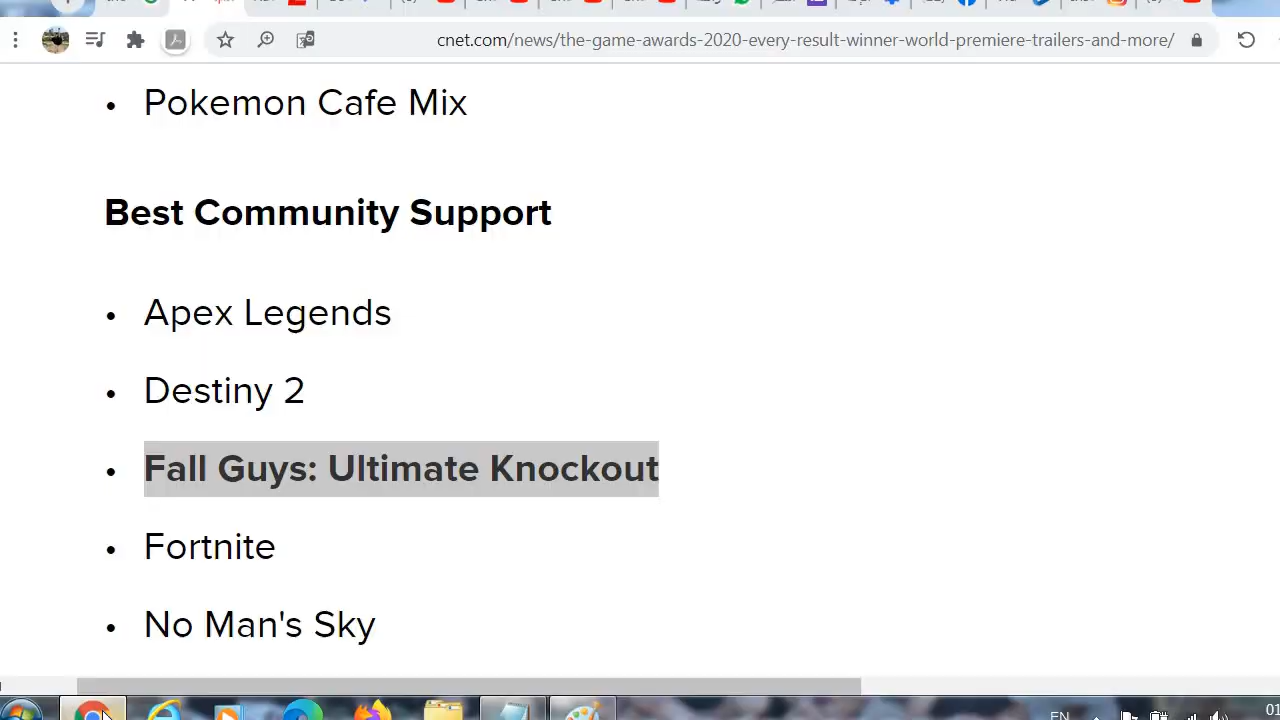 cnet.com/news/the-game-awards-2020-every-result-winner-world-premiere-trailers-and-more/
• Pokemon Cafe Mix
Best Community Support
• Apex Legends
• Destiny 2
• Fall Guys: Ultimate Knockout
• Fortnite
• No Man's Sky
EN